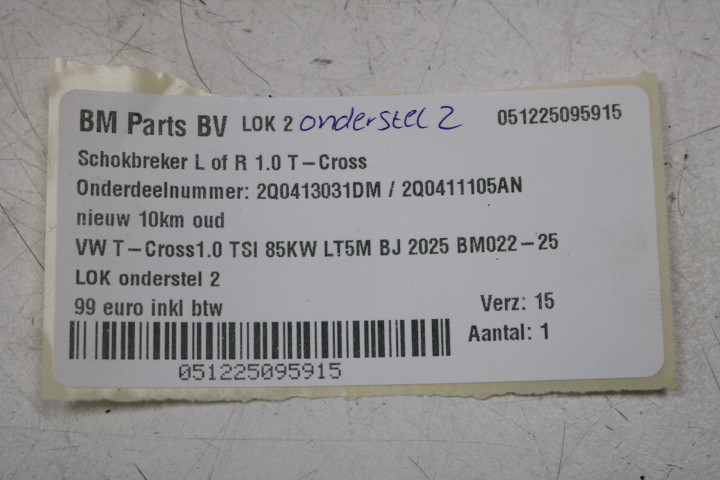 BM Parts BV LOK 2 onderstel 2 051225095915
Schokbreker L of R 1.0 T-Cross
Onderdeelnummer: 2Q0413031DM / 2Q0411105AN
nieuw 10km oud
VW T-Cross1.0 TSI 85KW LT5M BJ 2025 BM022-25
LOK onderstel 2
99 euro inkl btw Verz: 15
Aantal: 1
051225095915